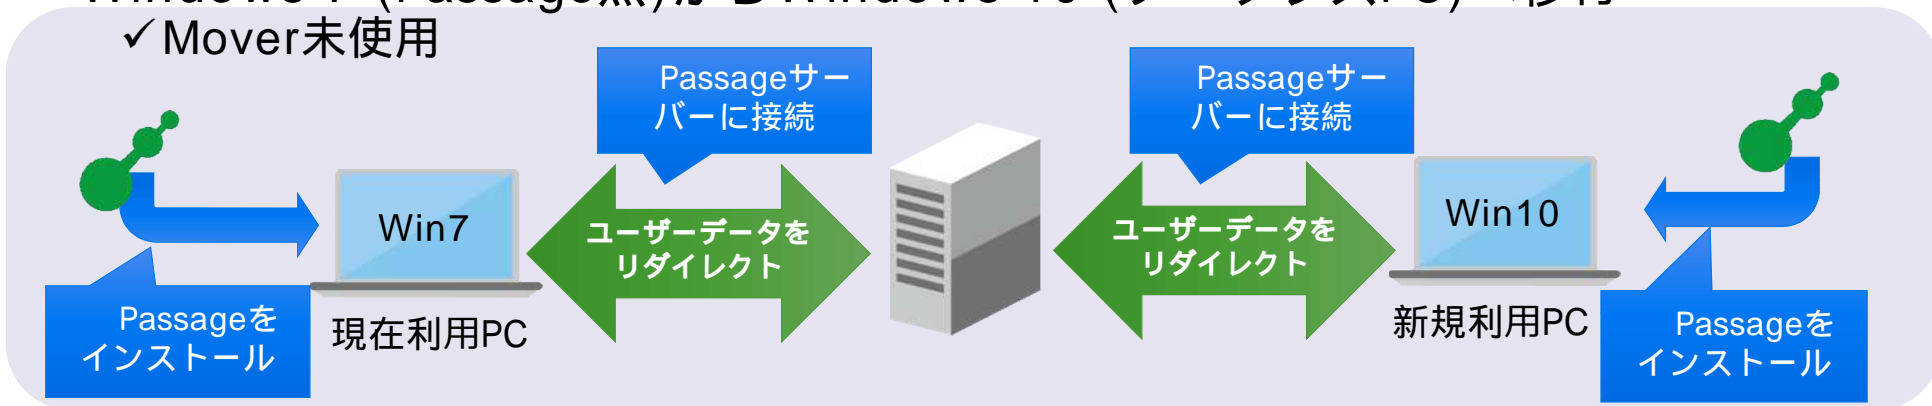 ✓Mover未使用
Passageサー
バーに接続
Passageサー
バーに接続
Win7
ユーザーデータを
リダイレクト
ユーザーデータを
リダイレクト
Win10
Passageを
インストール
現在利用PC
新規利用PC
Passageを
インストール